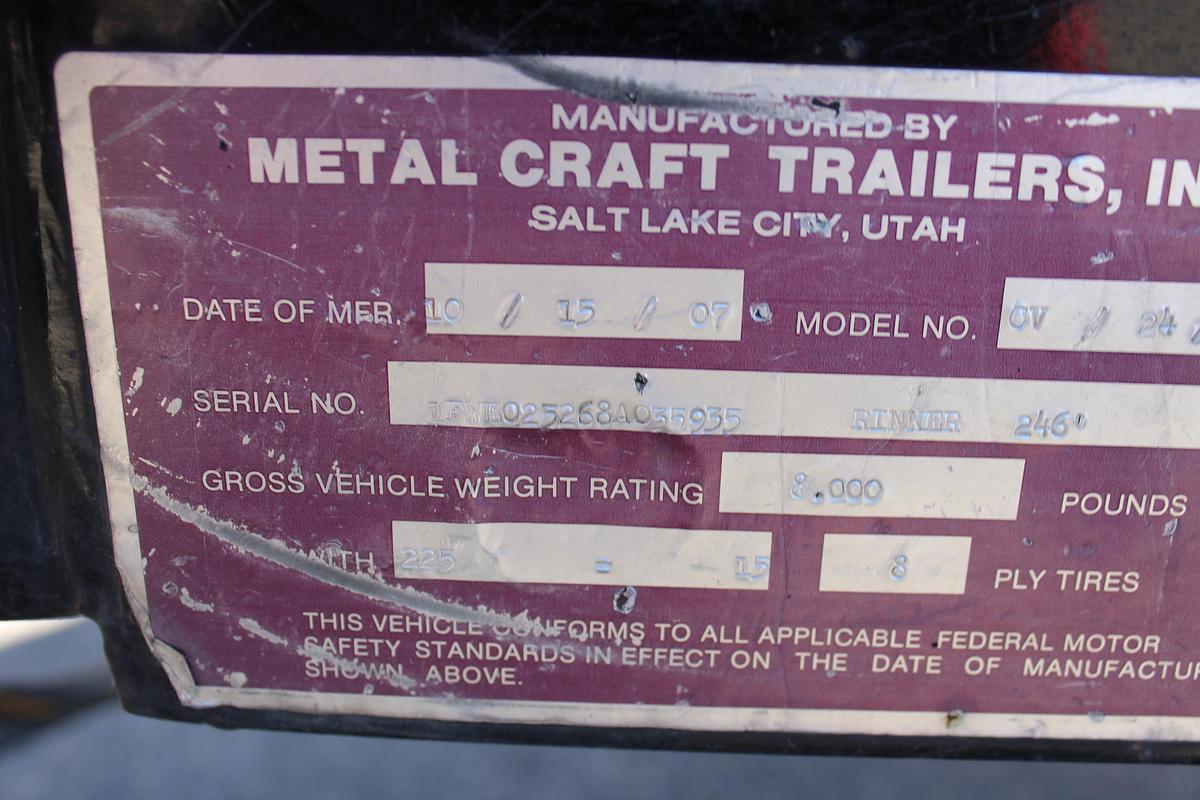 MANUFACTURED BY
METAL CRAFT TRAILERS, IN
SALT LAKE CITY, UTAH
DATE OF MFR. 10 / 15 / 07 MODEL NO. CV / 24
SERIAL NO. RINNER 246
GROSS VEHICLE WEIGHT RATING 8.000 POUNDS
WITH 225 = 15 8 PLY TIRES
THIS VEHICLE CONFORMS TO ALL APPLICABLE FEDERAL MOTOR
SAFETY STANDARDS IN EFFECT ON THE DATE OF MANUFACTUR
SHOWN ABOVE.